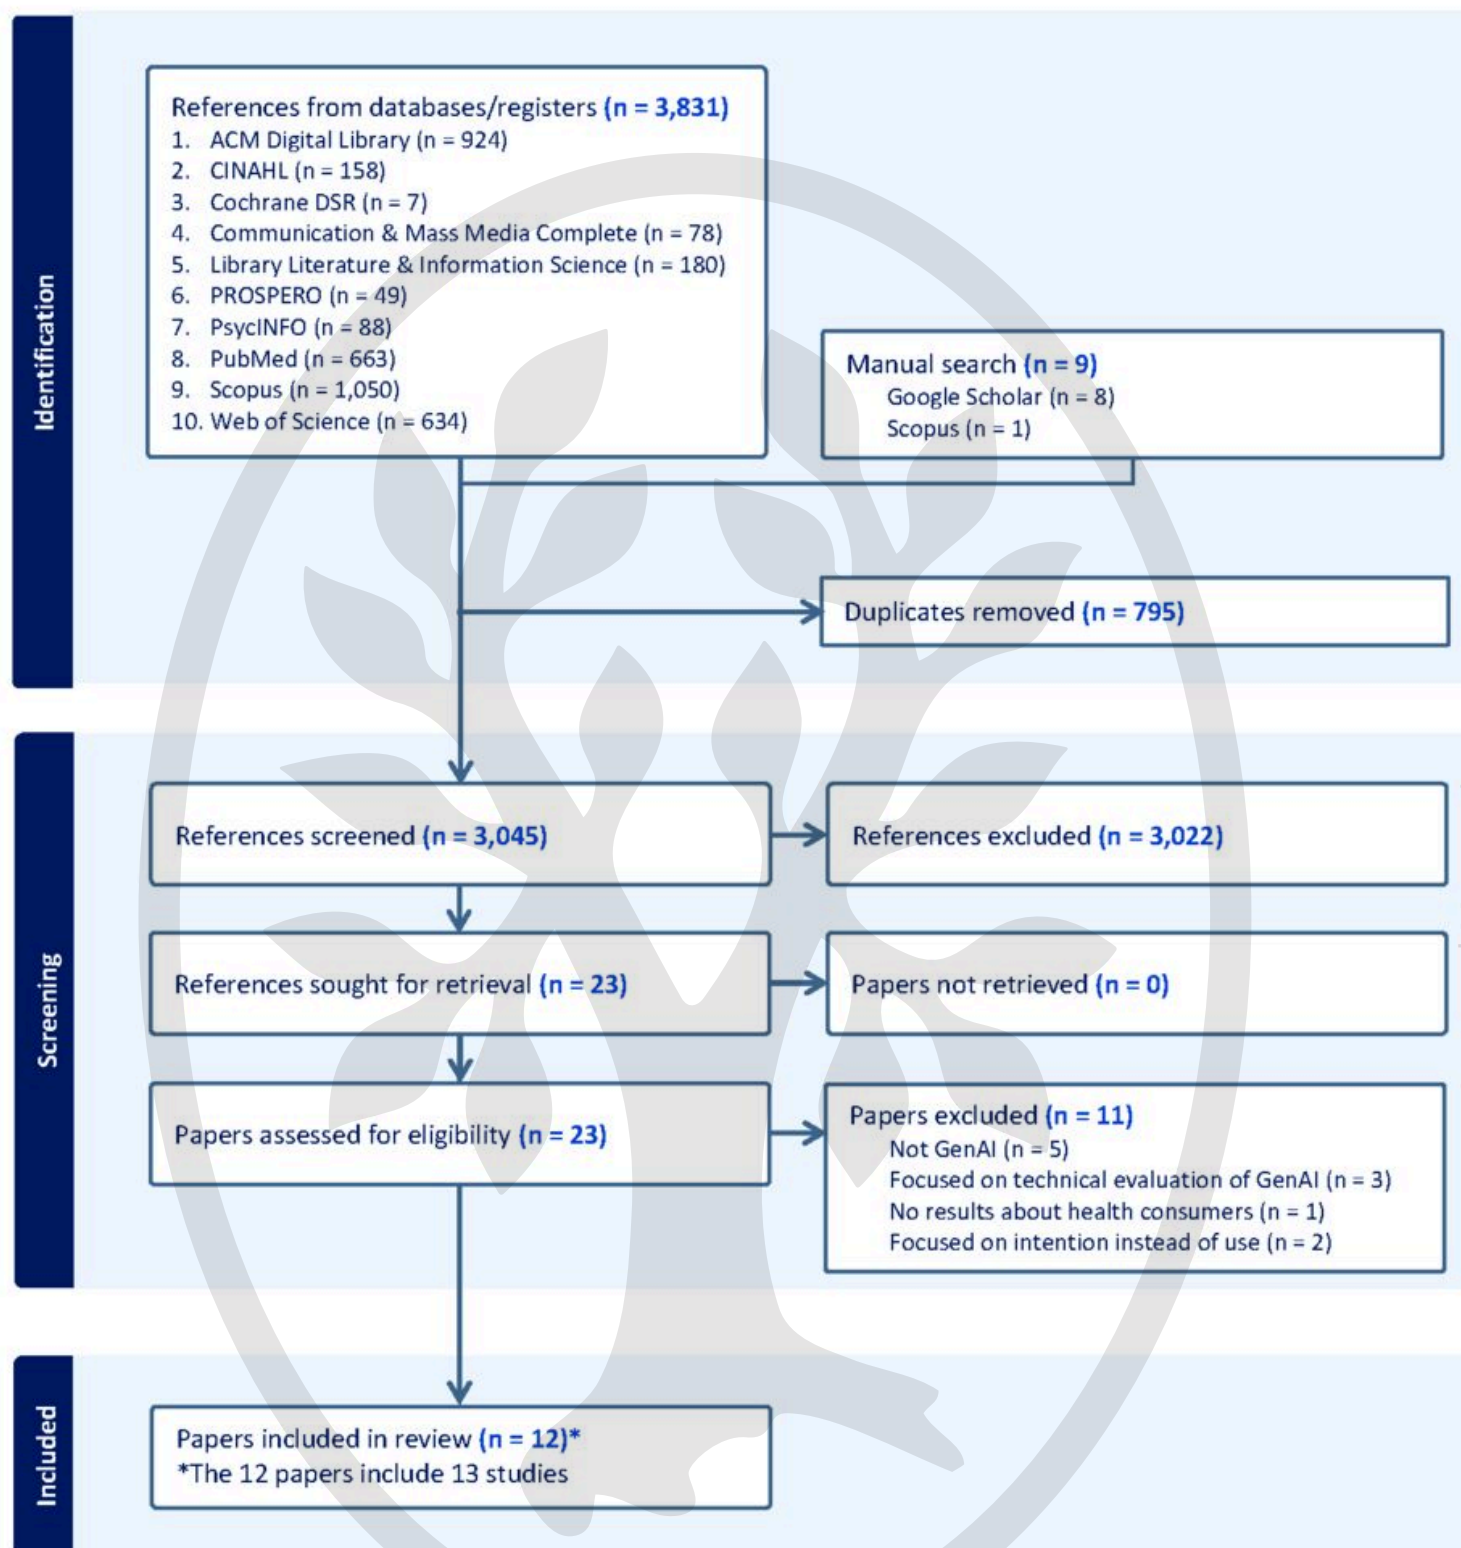 Identification
References from databases/registers (n = 3,831)
1. ACM Digital Library (n = 924)
2. CINAHL (n = 158)
3. Cochrane DSR (n = 7)
4. Communication & Mass Media Complete (n = 78)
5. Library Literature & Information Science (n = 180)
6. PROSPERO (n = 49)
7. PsycINFO (n = 88)
8. PubMed (n = 663)
9. Scopus (n = 1,050)
10. Web of Science (n = 634)
Manual search (n = 9)
Google Scholar (n = 8)
Scopus (n = 1)
Duplicates removed (n = 795)
Screening
References screened (n = 3,045)
References excluded (n = 3,022)
References sought for retrieval (n = 23)
Papers not retrieved (n = 0)
Papers assessed for eligibility (n = 23)
Papers excluded (n = 11)
Not GenAI (n = 5)
Focused on technical evaluation of GenAI (n = 3)
No results about health consumers (n = 1)
Focused on intention instead of use (n = 2)
Included
Papers included in review (n = 12)*
*The 12 papers include 13 studies